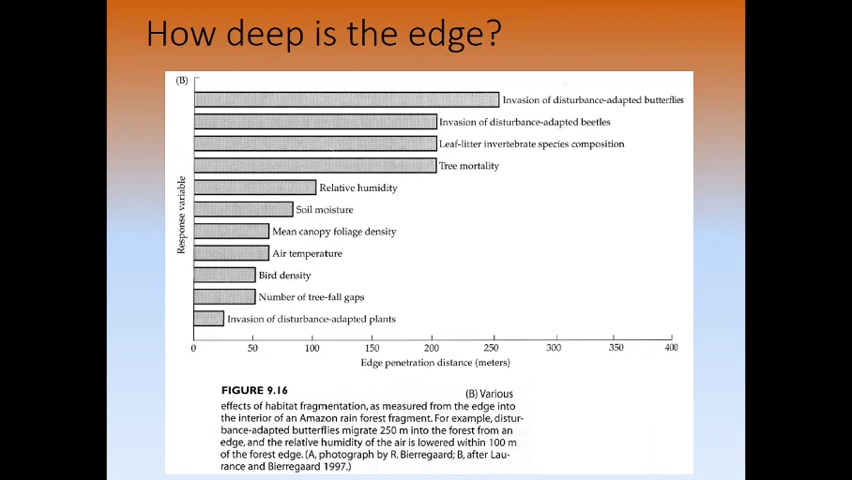 How deep is the edge?
(B)
Invasion of disturbance-adapted butterflies
Invasion of disturbance-adapted beetles
Leaf-litter invertebrate species composition
Tree mortality
Relative humidity
Soil moisture
Mean canopy foliage density
Air temperature
Bird density
Number of tree-fall gaps
Invasion of disturbance-adapted plants
Response variable
0 50 100 150 200 250 300 350 400
Edge penetration distance (meters)
FIGURE 9.16 (B) Various
effects of habitat fragmentation, as measured from the edge into
the interior of an Amazon rain forest fragment. For example, distur-
bance-adapted butterflies migrate 250 m into the forest from an
edge, and the relative humidity of the air is lowered within 100 m
of the forest edge. (A, photograph by R. Bierregaard; B, after Lau-
rance and Bierregaard 1997.)